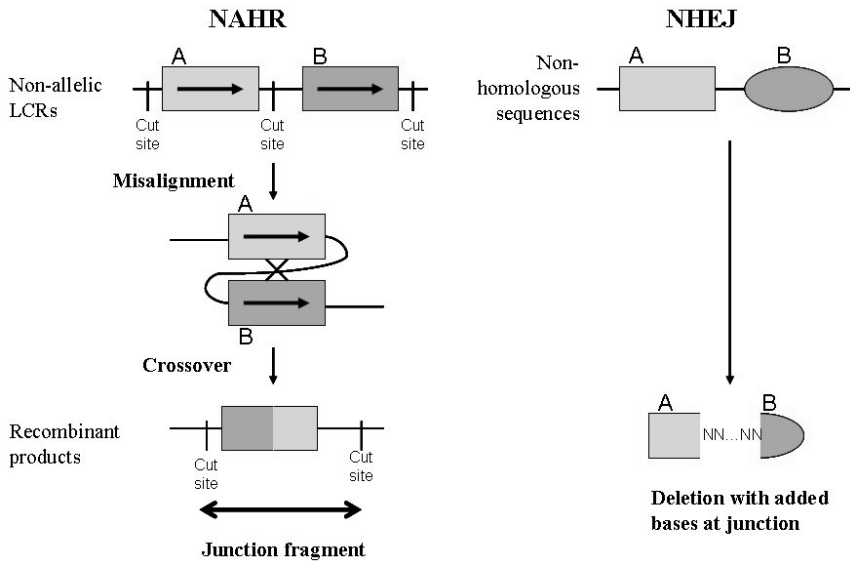 NAHR
A
B
Non-allelic
LCRs
Cut
site
Cut
site
Cut
site
Misalignment
A
B
Crossover
Recombinant
products
Cut
site
Cut
site
Junction fragment
NHEJ
A
B
Non-
homologous
sequences
A
B
NN...NN
Deletion with added
bases at junction